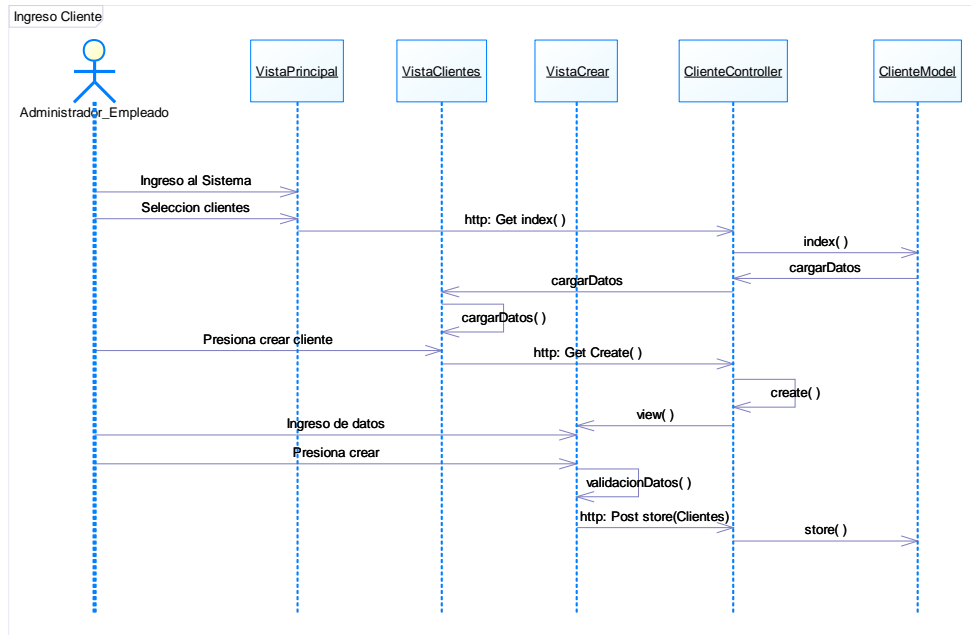 Ingreso Cliente
VistaPrincipal
VistaClientes
VistaCrear
ClienteController
ClienteModel
Administrador_Empleado
Ingreso al Sistema
Seleccion clientes
http: Get index( )
index( )
cargarDatos
cargarDatos
cargarDatos( )
Presiona crear cliente
http: Get Create( )
create( )
view( )
Ingreso de datos
Presiona crear
validacionDatos( )
http: Post store(Clientes)
store( )